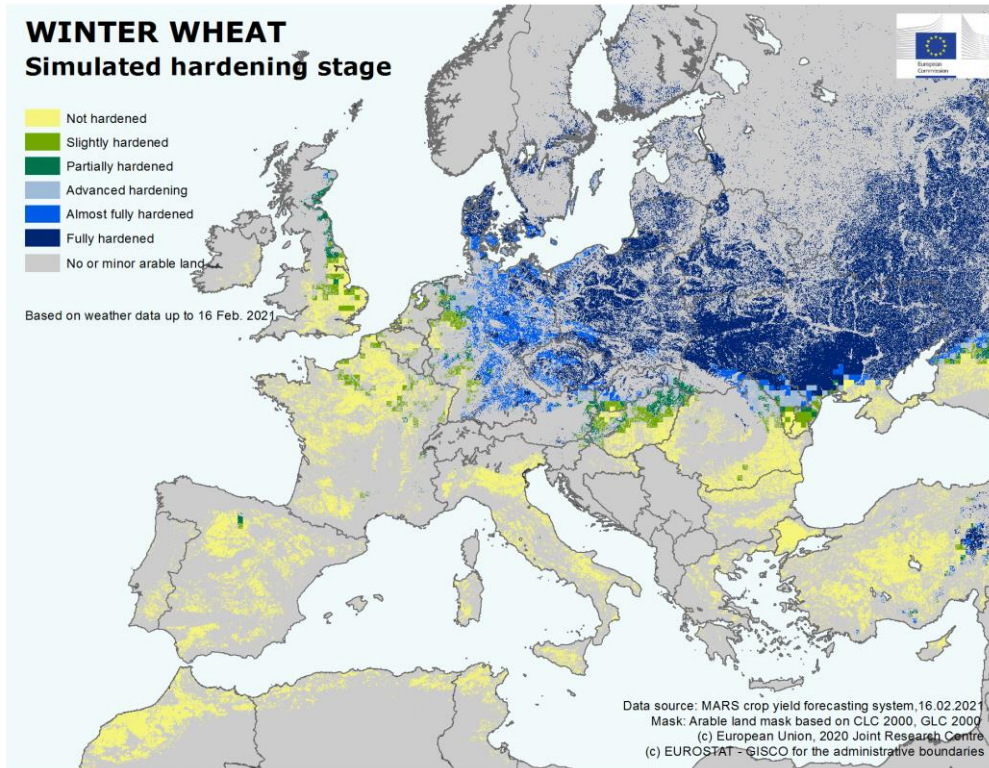 WINTER WHEAT
Simulated hardening stage
European
Commission
Not hardened
Slightly hardened
Partially hardened
Advanced hardening
Almost fully hardened
Fully hardened
No or minor arable land
Based on weather data up to 16 Feb. 2021
Data source: MARS crop yield forecasting system,16.02.2021
Mask: Arable land mask based on CLC 2000, GLC 2000
(c) European Union, 2020 Joint Research Centre
(c) EUROSTAT - GISCO for the administrative boundaries